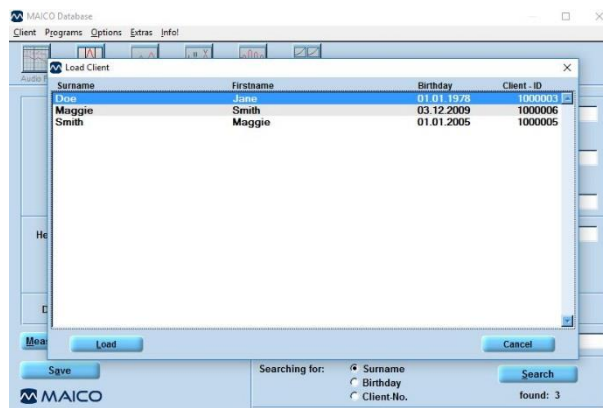 MAICO Database
Client Programs Options Extras Info!
Load Client
Surname Firstname Birthday Client - ID
Doe Jane 01.01.1978 1000003
Maggie Smith 03.12.2009 1000006
Smith Maggie 01.01.2005 1000005
He
D
Mea
Load Cancel
Save Searching for: Surname Search
Birthday
MAICO Client-No. found: 3